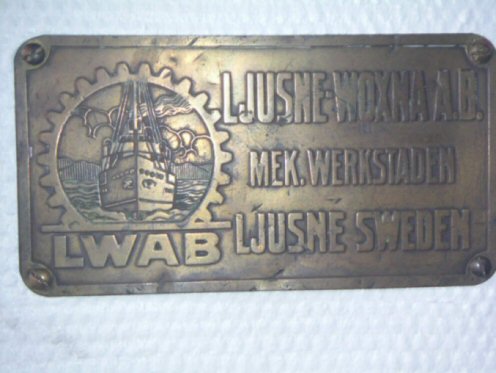 LJUSNE-WOXNA A.B.
MEK. WERKSTADEN
LJUSNE SWEDEN
LWAB